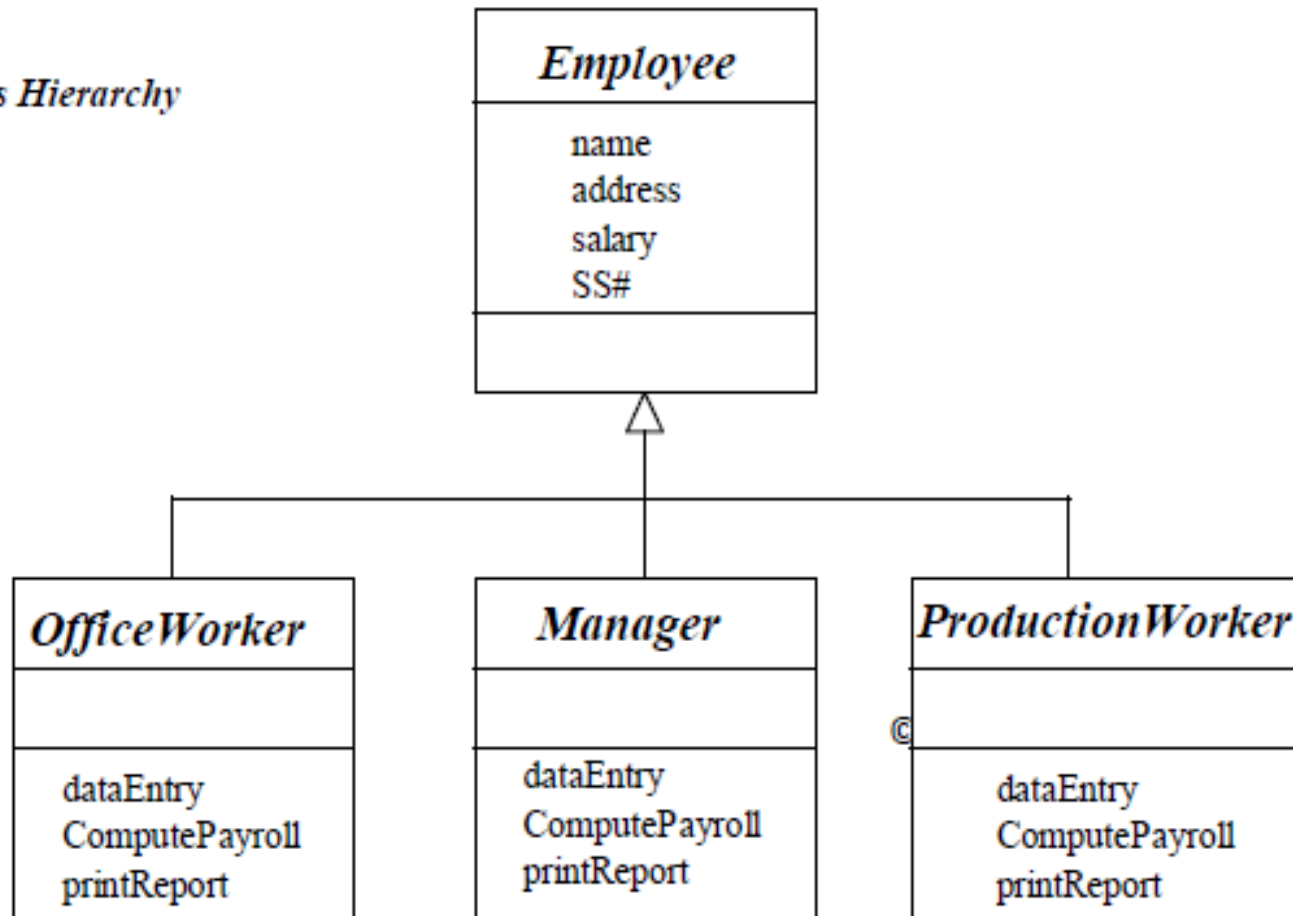 s Hierarchy
Employee
name
address
salary
SS#
OfficeWorker
dataEntry
ComputePayroll
printReport
Manager
dataEntry
ComputePayroll
printReport
©
ProductionWorker
dataEntry
ComputePayroll
printReport